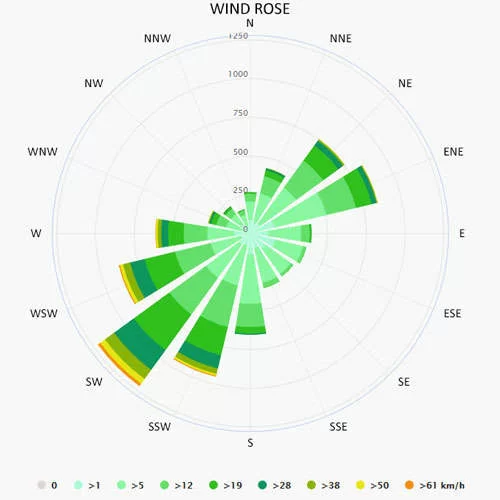 WIND ROSE
N
1250
NNW
NNE
1000
NW
NE
750
500
WNW
ENE
250
W
0
E
WSW
ESE
SW
SE
SSW
SSE
S
0 >1 >5 >12 >19 >28 >38 >50 >61 km/h